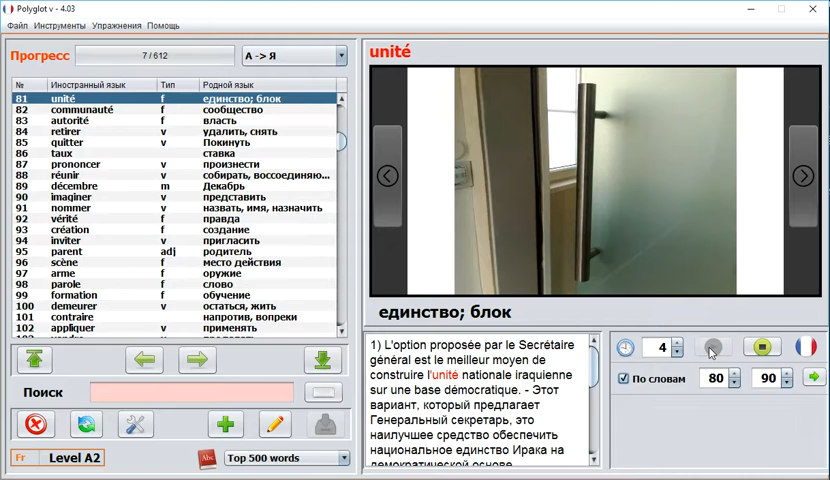 Polyglot v - 4.03
Файл Инструменты Упражнения Помощь
Прогресс 7 / 612 А -> Я
№ Иностранный язык Тип Родной язык
81 unité f единство; блок
82 communauté f сообщество
83 autorité f власть
84 retirer v удалить, снять
85 quitter v Покинуть
86 taux ставка
87 prononcer v произнести
88 réunir v собирать, воссоединяю...
89 décembre m Декабрь
90 imaginer v представить
91 nommer v назвать, имя, назначить
92 vérité f правда
93 création f создание
94 inviter v пригласить
95 parent adj родитель
96 scène f место действия
97 arme f оружие
98 parole f слово
99 formation f обучение
100 demeurer v остаться, жить
101 contraire напротив, вопреки
102 appliquer v применять
Поиск
Fr Level A2
Abc Top 500 words
unité
единство; блок
1) L'option proposée par le Secrétaire
général est le meilleur moyen de
construire l'unité nationale iraquienne
sur une base démocratique. - Этот
вариант, который предлагает
Генеральный секретарь, это
наилучшее средство обеспечить
национальное единство Ирака на
демократической основе.
4
По словам 80 90